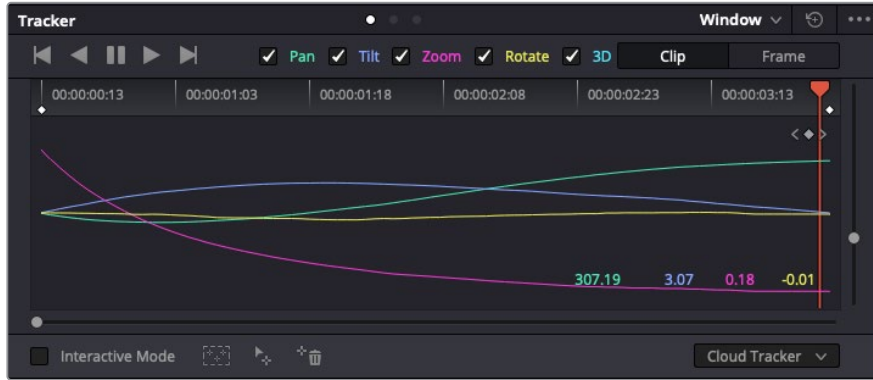 Tracker Window
Pan Tilt Zoom Rotate 3D Clip Frame
00:00:00:13 00:00:01:03 00:00:01:18 00:00:02:08 00:00:02:23 00:00:03:13
307.19 3.07 0.18 -0.01
Interactive Mode Cloud Tracker